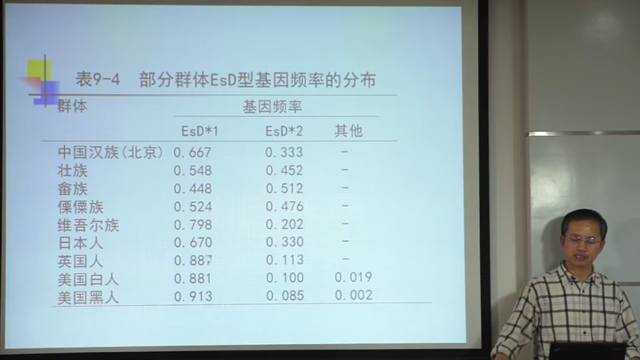 表9-4 部分群体EsD型基因频率的分布
群体 基因频率
EsD*1 EsD*2 其他
中国汉族(北京) 0.667 0.333 -
壮族 0.548 0.452 -
畲族 0.448 0.512 -
傈僳族 0.524 0.476 -
维吾尔族 0.798 0.202 -
日本人 0.670 0.330 -
英国人 0.887 0.113 -
美国白人 0.881 0.100 0.019
美国黑人 0.913 0.085 0.002